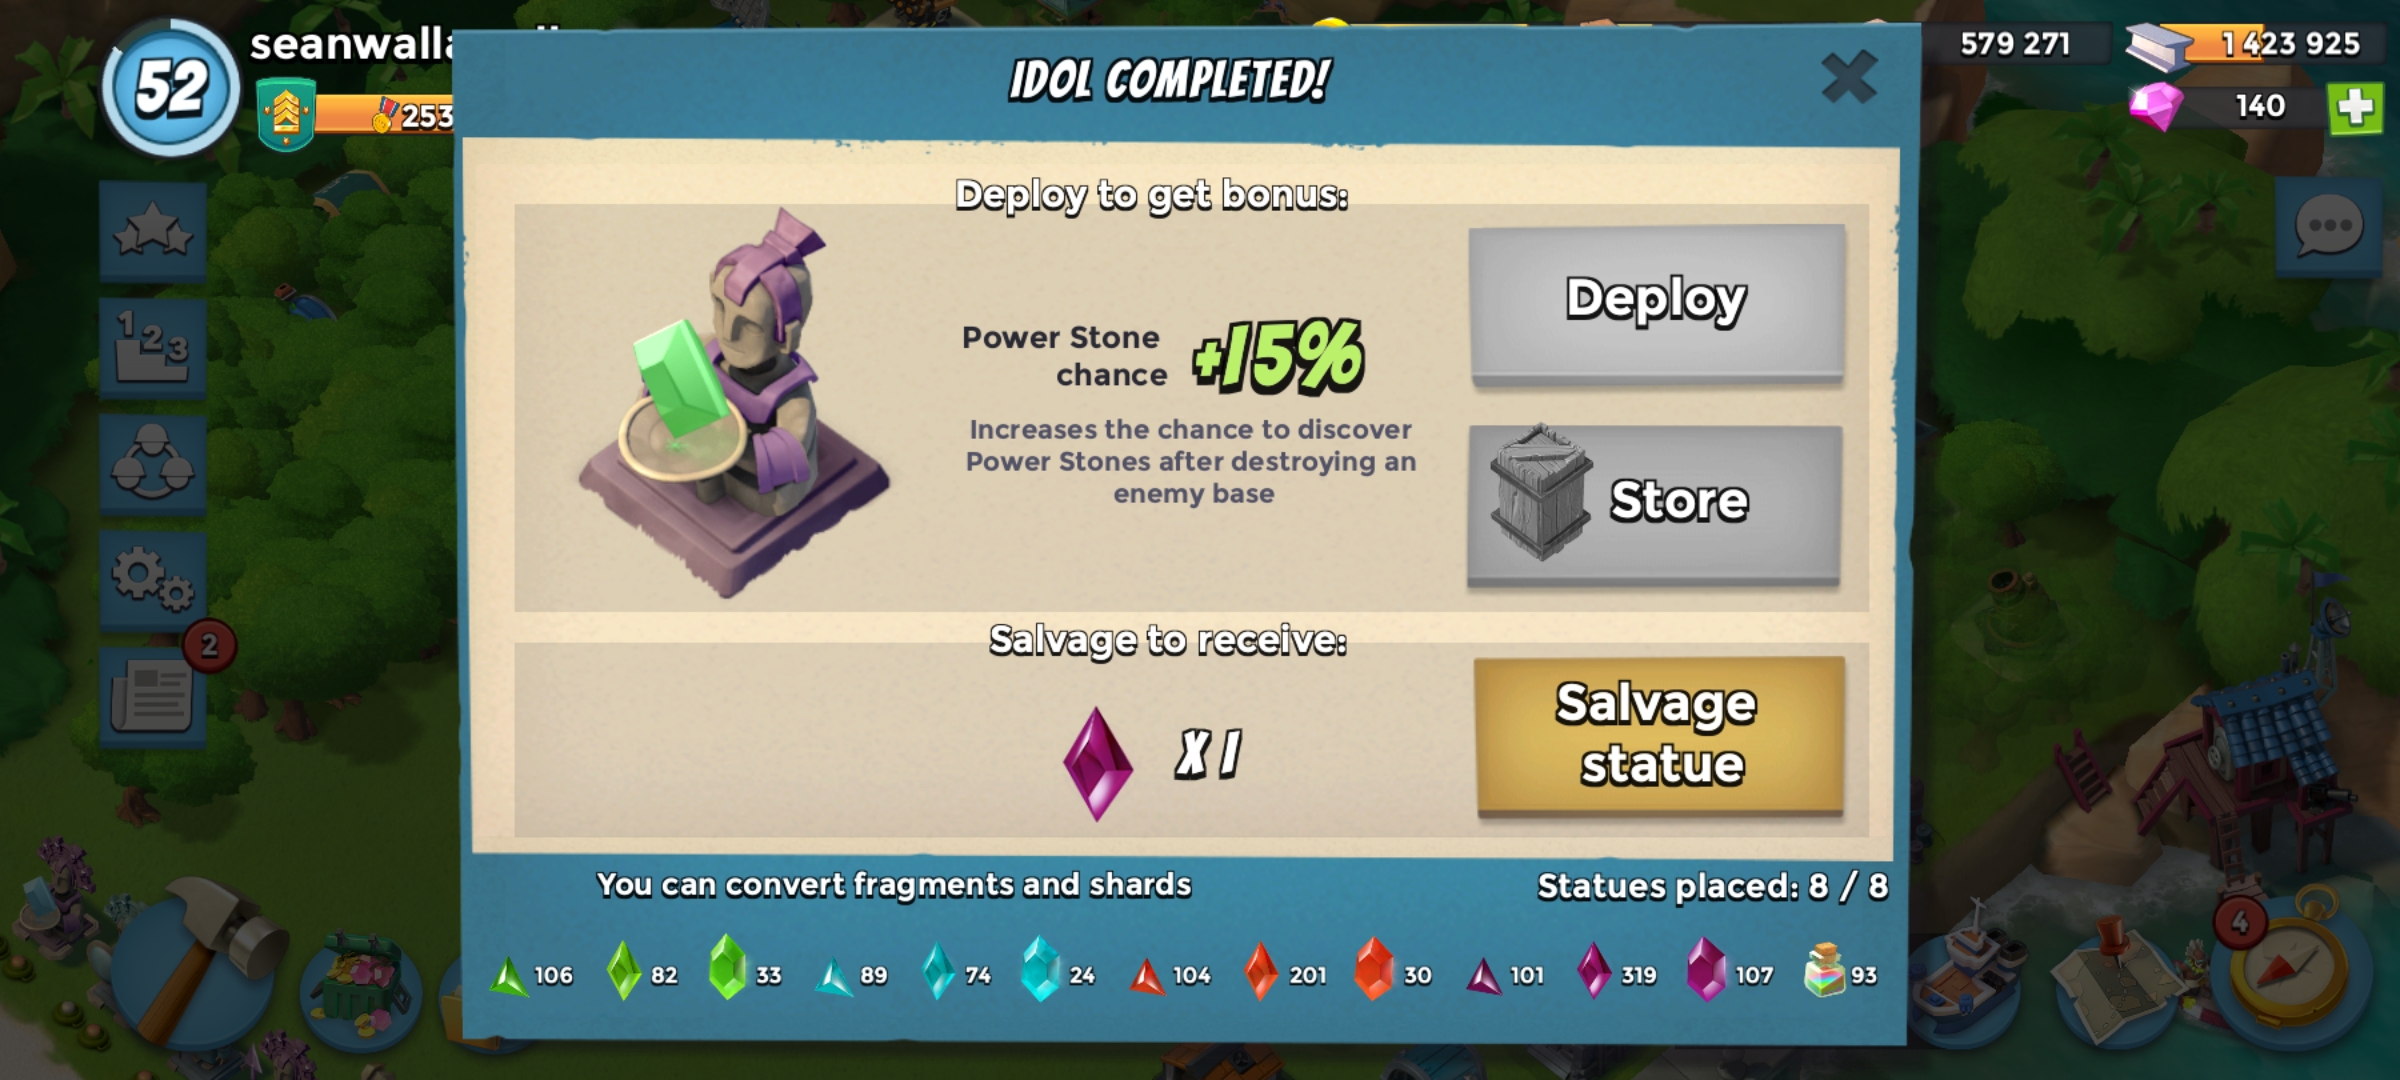 52
253
IDOL COMPLETED!
579 271
1 423 925
140
Deploy to get bonus:
Power Stone
chance
+15%
Increases the chance to discover
Power Stones after destroying an
enemy base
Deploy
Store
1 2 3
2
Salvage to receive:
X 1
Salvage
statue
You can convert fragments and shards
Statues placed: 8 / 8
4
106 82 33 89 74 24 104 201 30 101 319 107 93